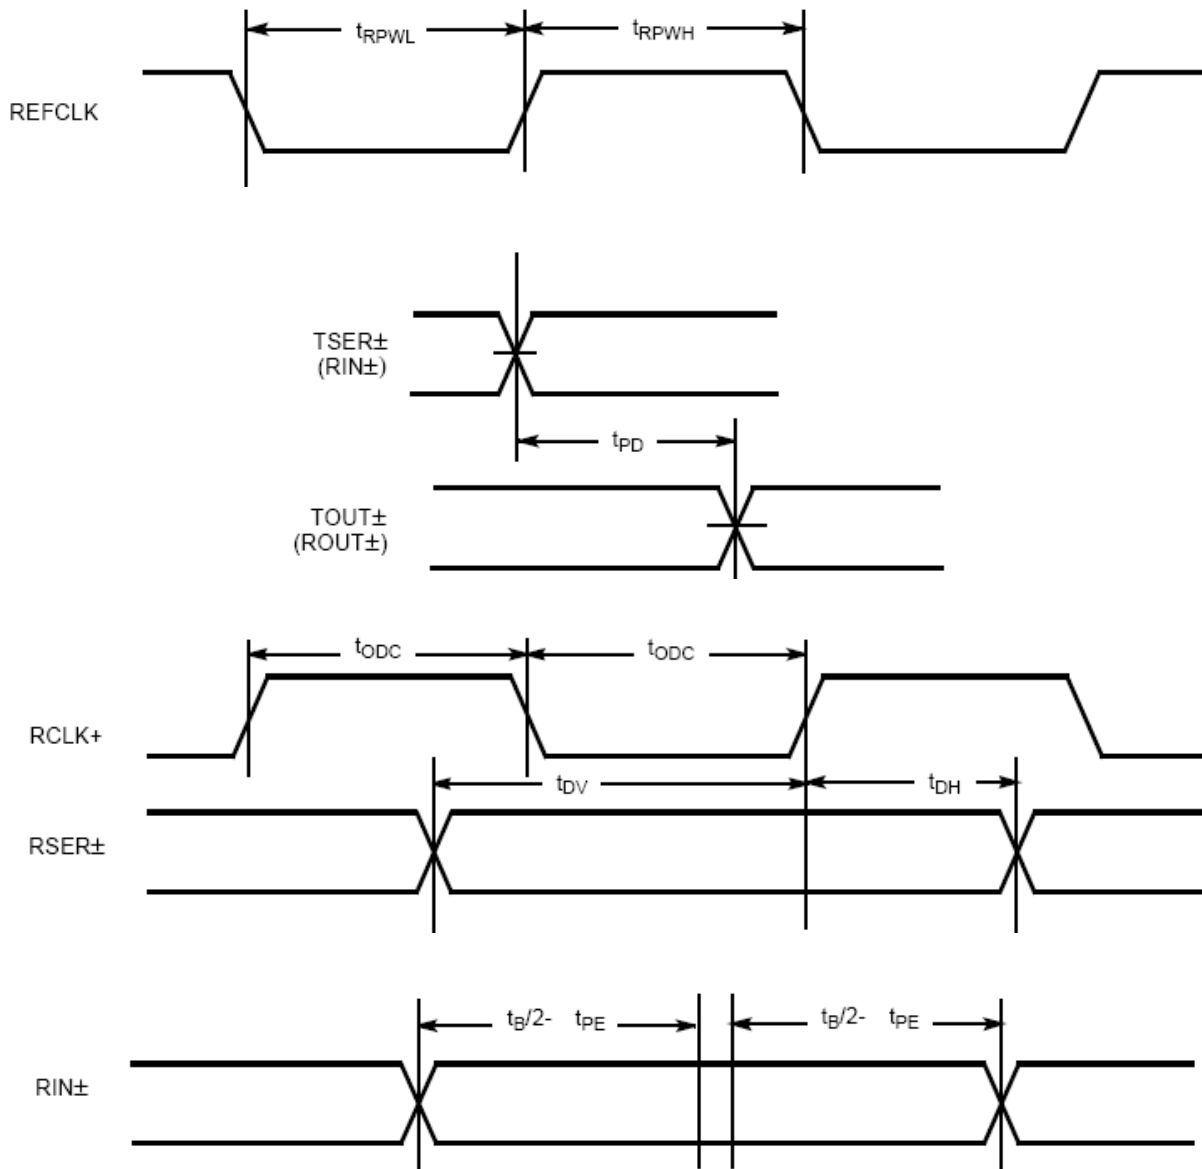 tRPWL tRPWH
REFCLK
TSER±
(RIN±)
tPD
TOUT±
(ROUT±)
tODC tODC
RCLK+
tDV tDH
RSER±
tB/2- tPE tB/2- tPE
RIN±